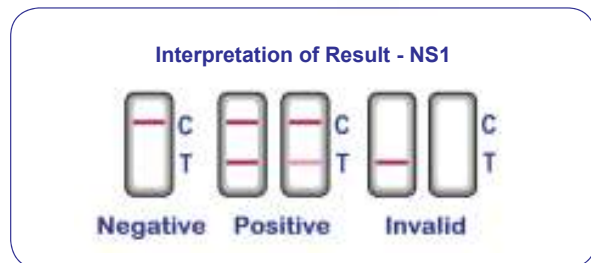 Interpretation of Result - NS1
C C C
T T T
Negative Positive Invalid